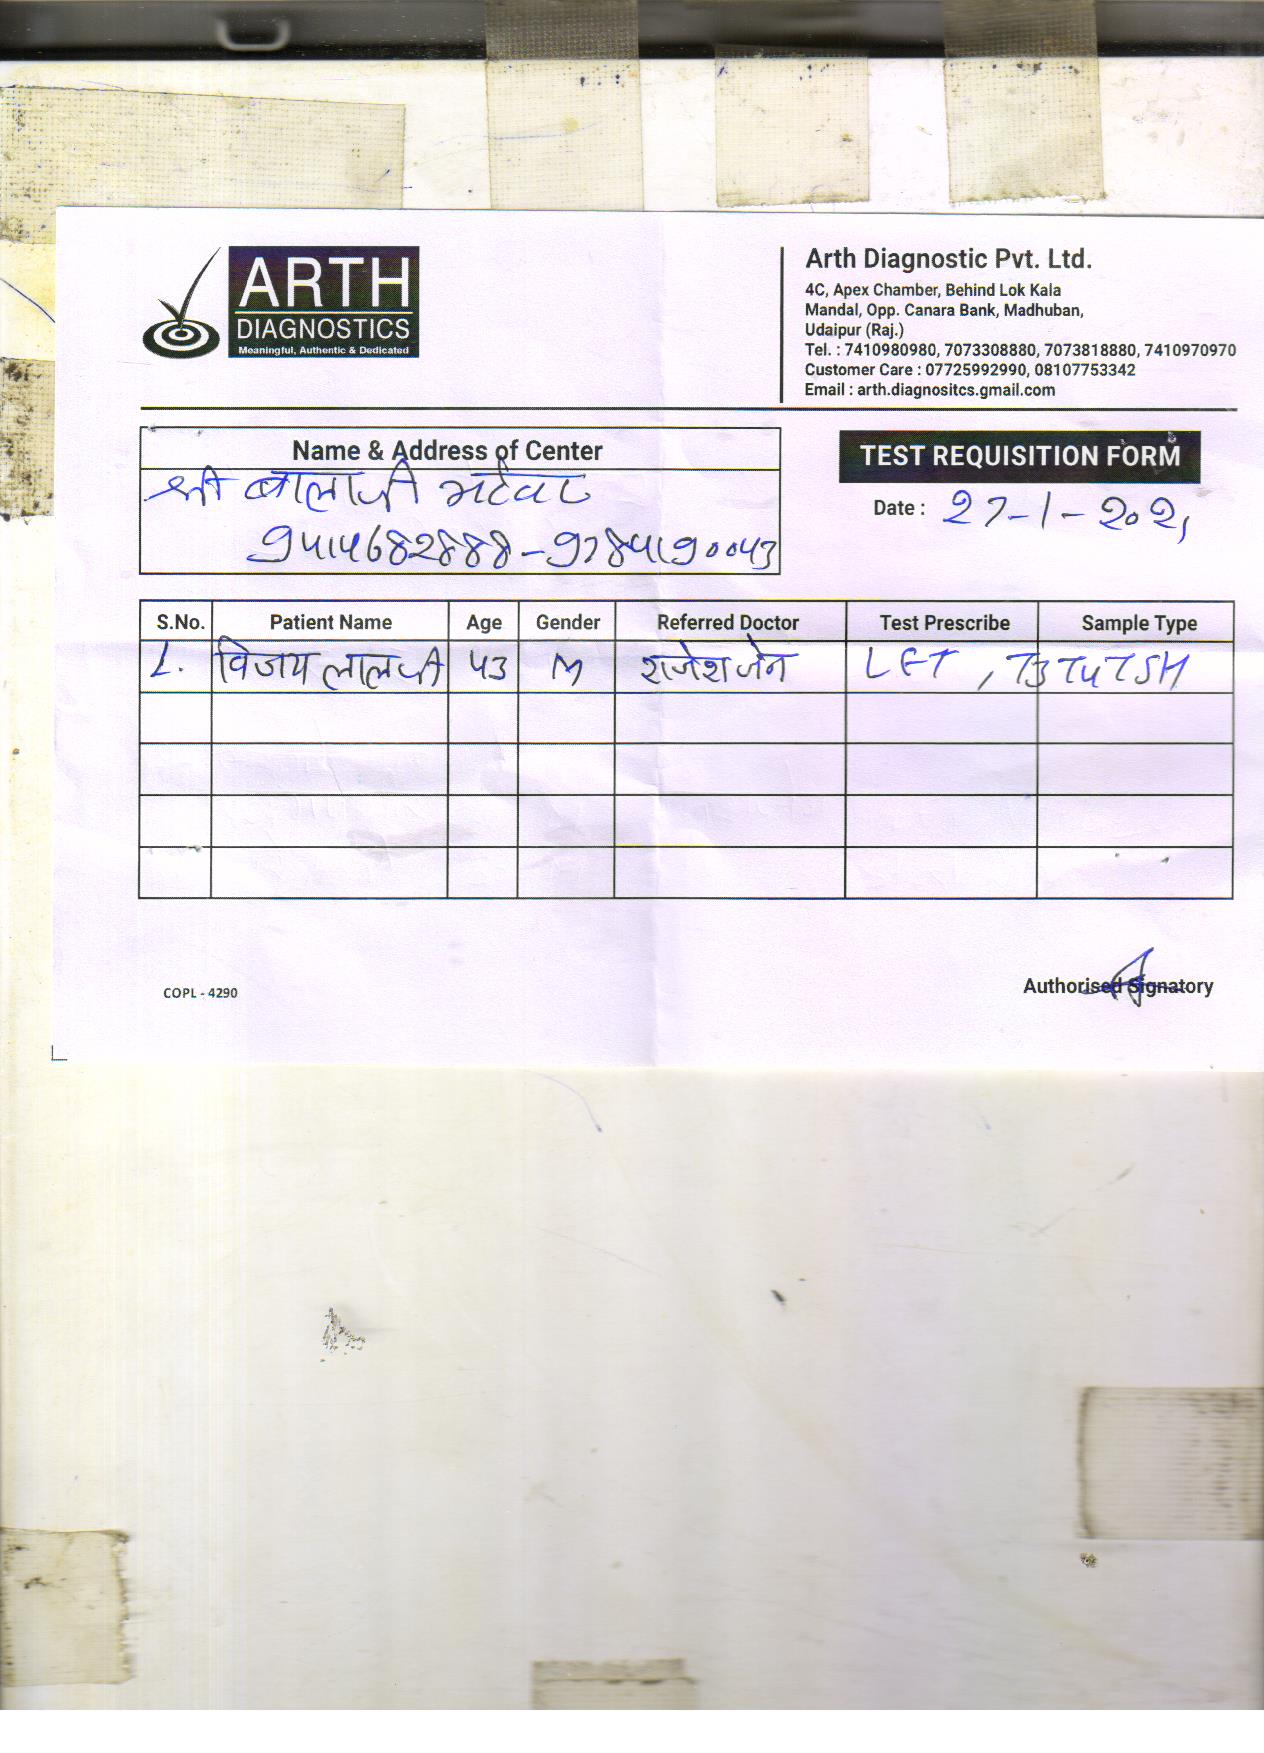 ARTH
DIAGNOSTICS
Meaningful, Authentic & Dedicated
Arth Diagnostic Pvt. Ltd.
4C, Apex Chamber, Behind Lok Kala
Mandal, Opp. Canara Bank, Madhuban,
Udaipur (Raj.)
Tel. : 7410980980, 7073308880, 7073818880, 7410970970
Customer Care : 07725992990, 08107753342
Email : arth.diagnositcs.gmail.com
Name & Address of Center
श्री बालाजी भटेवर
9414682888-9784190043
TEST REQUISITION FORM
Date : 27-1-2021
S.No. Patient Name Age Gender Referred Doctor Test Prescribe Sample Type
1. विजय लालजी 43 M राजेश जेन LFT , T3 T4 TSH
COPL - 4290
Authorised Signatory